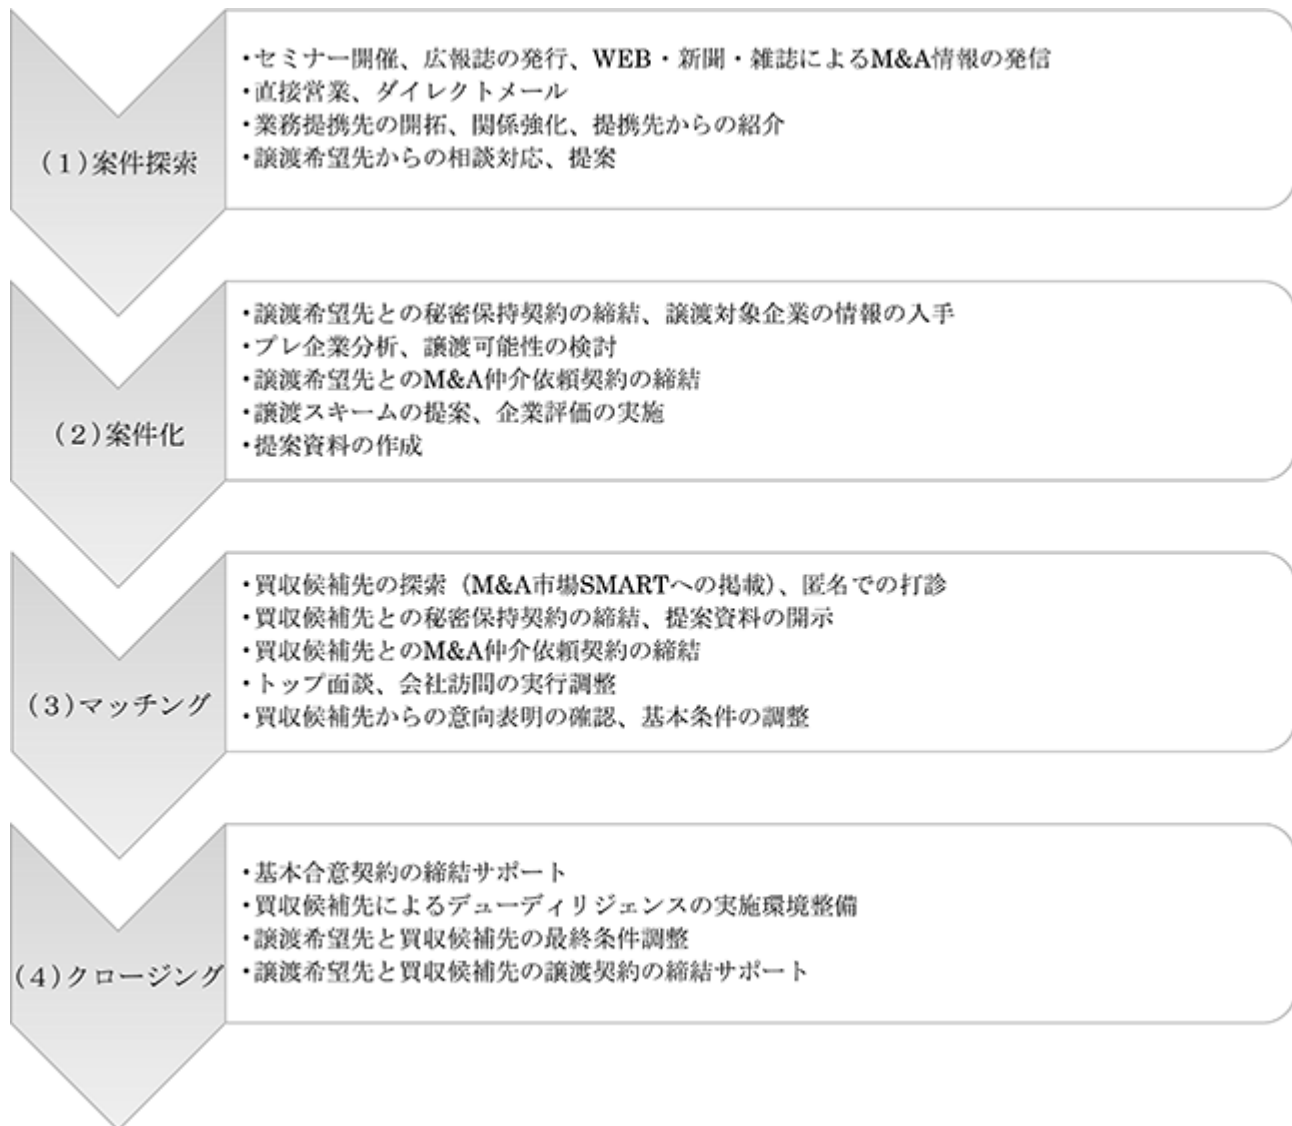 (1)案件探索
・セミナー開催、広報誌の発行、WEB・新聞・雑誌によるM&A情報の発信
・直接営業、ダイレクトメール
・業務提携先の開拓、関係強化、提携先からの紹介
・譲渡希望先からの相談対応、提案
(2)案件化
・譲渡希望先との秘密保持契約の締結、譲渡対象企業の情報の入手
・プレ企業分析、譲渡可能性の検討
・譲渡希望先とのM&A仲介依頼契約の締結
・譲渡スキームの提案、企業評価の実施
・提案資料の作成
(3)マッチング
・買収候補先の探索（M&A市場SMARTへの掲載）、匿名での打診
・買収候補先との秘密保持契約の締結、提案資料の開示
・買収候補先とのM&A仲介依頼契約の締結
・トップ面談、会社訪問の実行調整
・買収候補先からの意向表明の確認、基本条件の調整
(4)クロージング
・基本合意契約の締結サポート
・買収候補先によるデューディリジェンスの実施環境整備
・譲渡希望先と買収候補先の最終条件調整
・譲渡希望先と買収候補先の譲渡契約の締結サポート